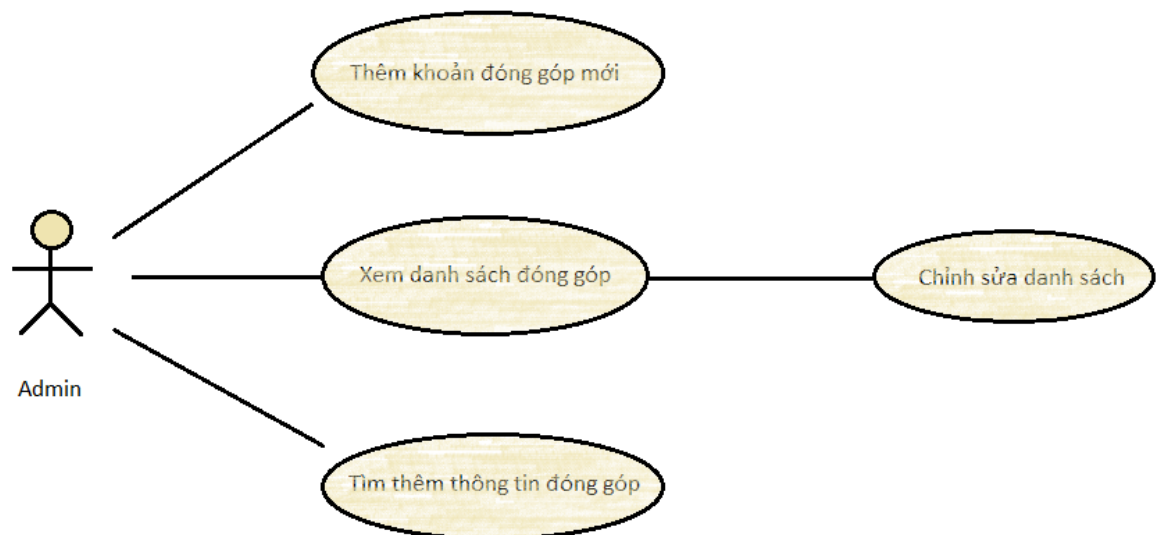 Thêm khoản đóng góp mới
Xem danh sách đóng góp
Chỉnh sửa danh sách
Admin
Tìm thêm thông tin đóng góp